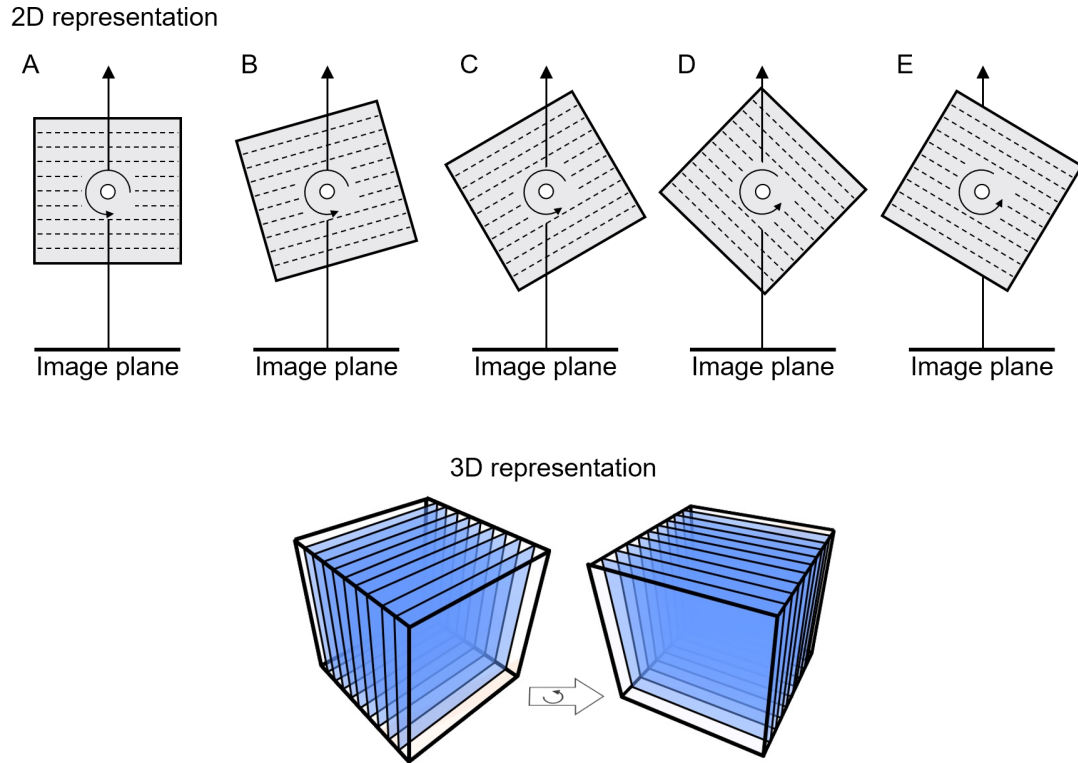 2D representation
A
B
C
D
E
Image plane
Image plane
Image plane
Image plane
Image plane
3D representation